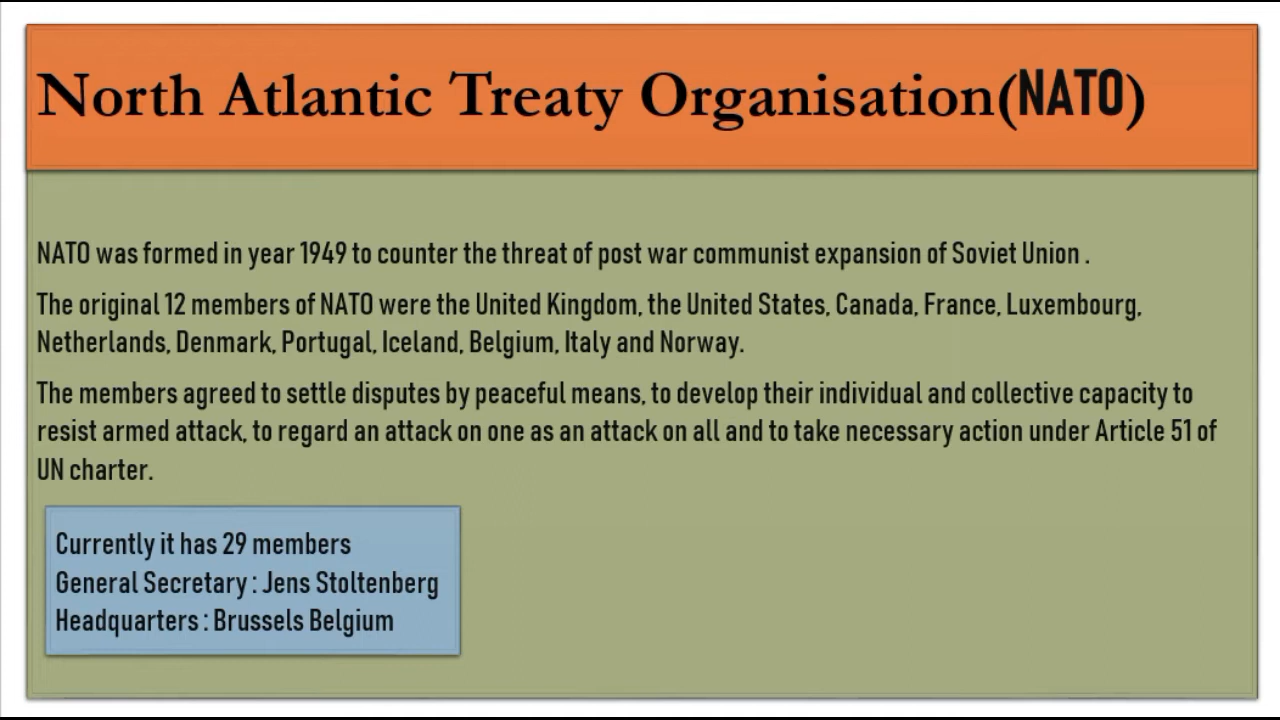 North Atlantic Treaty Organisation(NATO)
NATO was formed in year 1949 to counter the threat of post war communist expansion of Soviet Union .
The original 12 members of NATO were the United Kingdom, the United States, Canada, France, Luxembourg,
Netherlands, Denmark, Portugal, Iceland, Belgium, Italy and Norway.
The members agreed to settle disputes by peaceful means, to develop their individual and collective capacity to
resist armed attack, to regard an attack on one as an attack on all and to take necessary action under Article 51 of
UN charter.
Currently it has 29 members
General Secretary : Jens Stoltenberg
Headquarters : Brussels Belgium